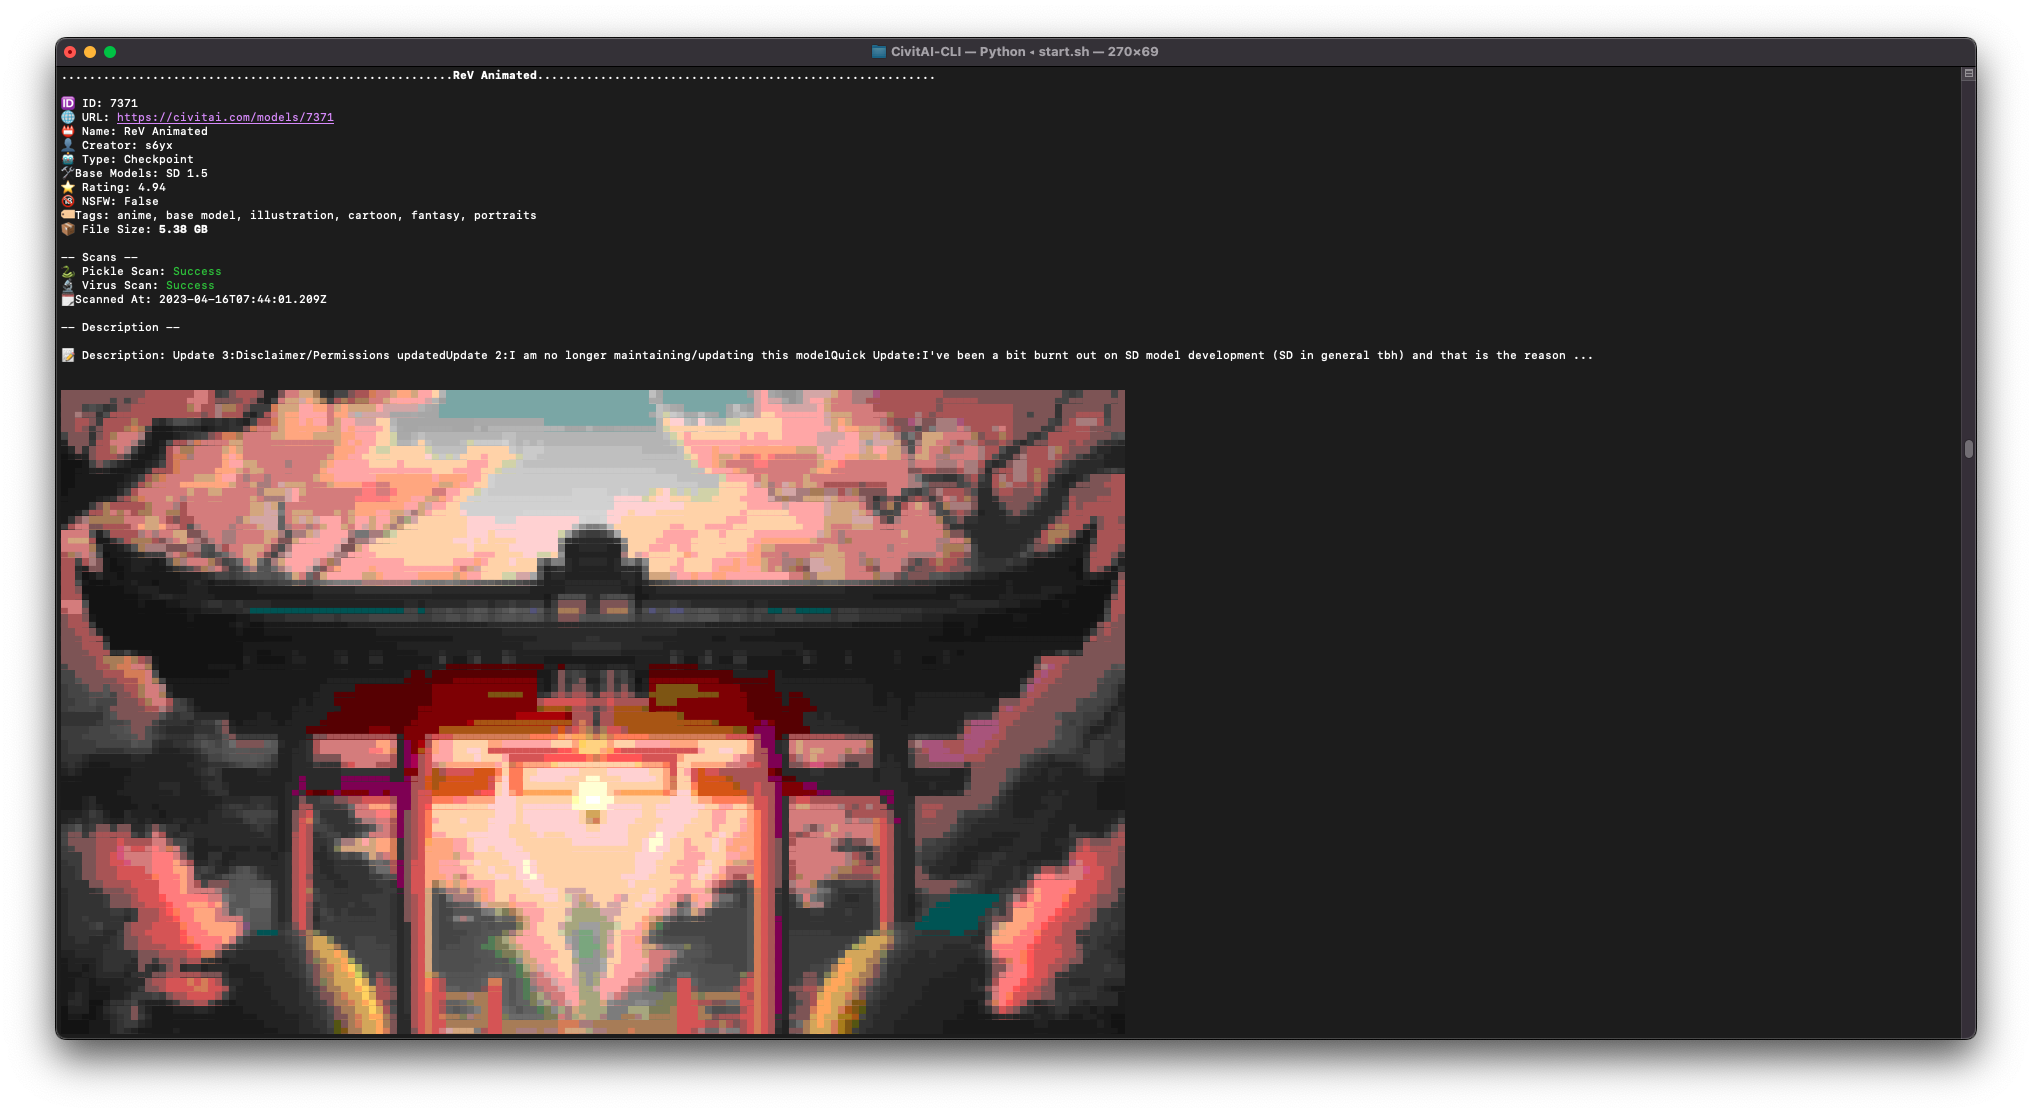 CivitAI-CLI — Python ◂ start.sh — 270×69
........................................................ReV Animated.........................................................
ID: 7371
URL: https://civitai.com/models/7371
Name: ReV Animated
Creator: s6yx
Type: Checkpoint
Base Models: SD 1.5
Rating: 4.94
NSFW: False
Tags: anime, base model, illustration, cartoon, fantasy, portraits
File Size: 5.38 GB
-- Scans --
Pickle Scan: Success
Virus Scan: Success
Scanned At: 2023-04-16T07:44:01.209Z
-- Description --
Description: Update 3:Disclaimer/Permissions updatedUpdate 2:I am no longer maintaining/updating this modelQuick Update:I've been a bit burnt out on SD model development (SD in general tbh) and that is the reason ...